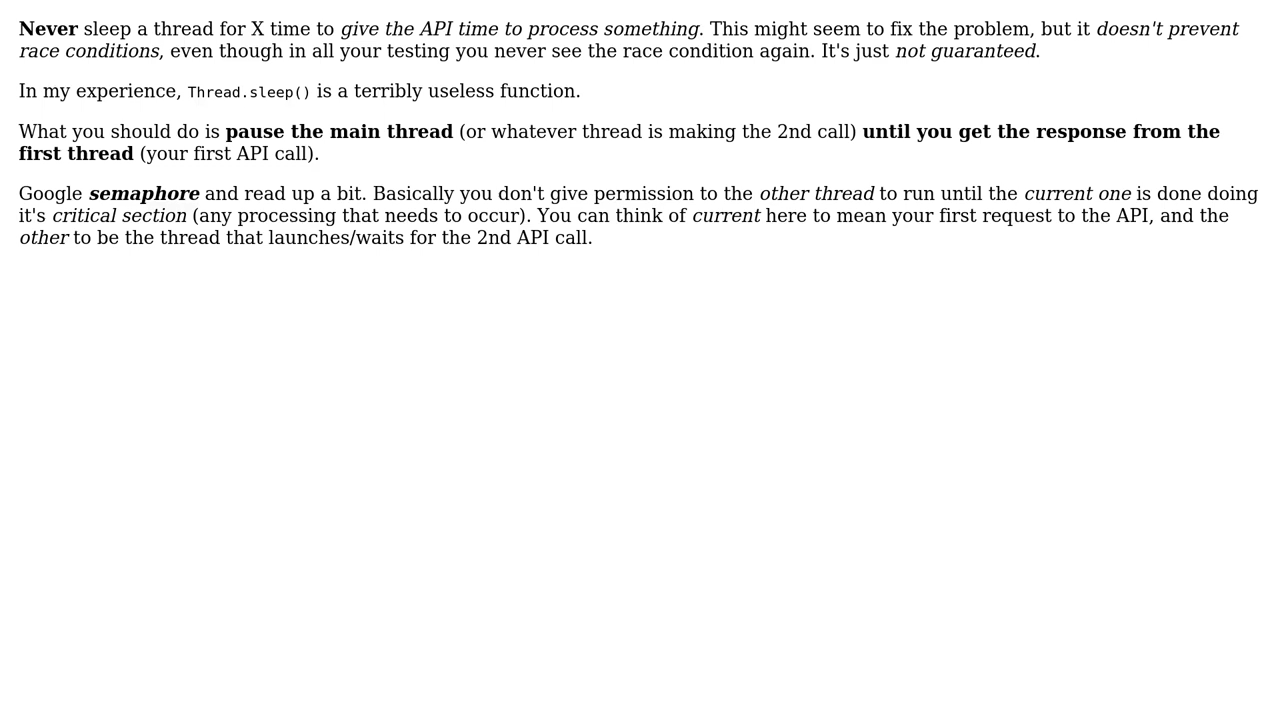 Never sleep a thread for X time to give the API time to process something. This might seem to fix the problem, but it doesn't prevent
race conditions, even though in all your testing you never see the race condition again. It's just not guaranteed.
In my experience, Thread.sleep() is a terribly useless function.
What you should do is pause the main thread (or whatever thread is making the 2nd call) until you get the response from the
first thread (your first API call).
Google semaphore and read up a bit. Basically you don't give permission to the other thread to run until the current one is done doing
it's critical section (any processing that needs to occur). You can think of current here to mean your first request to the API, and the
other to be the thread that launches/waits for the 2nd API call.